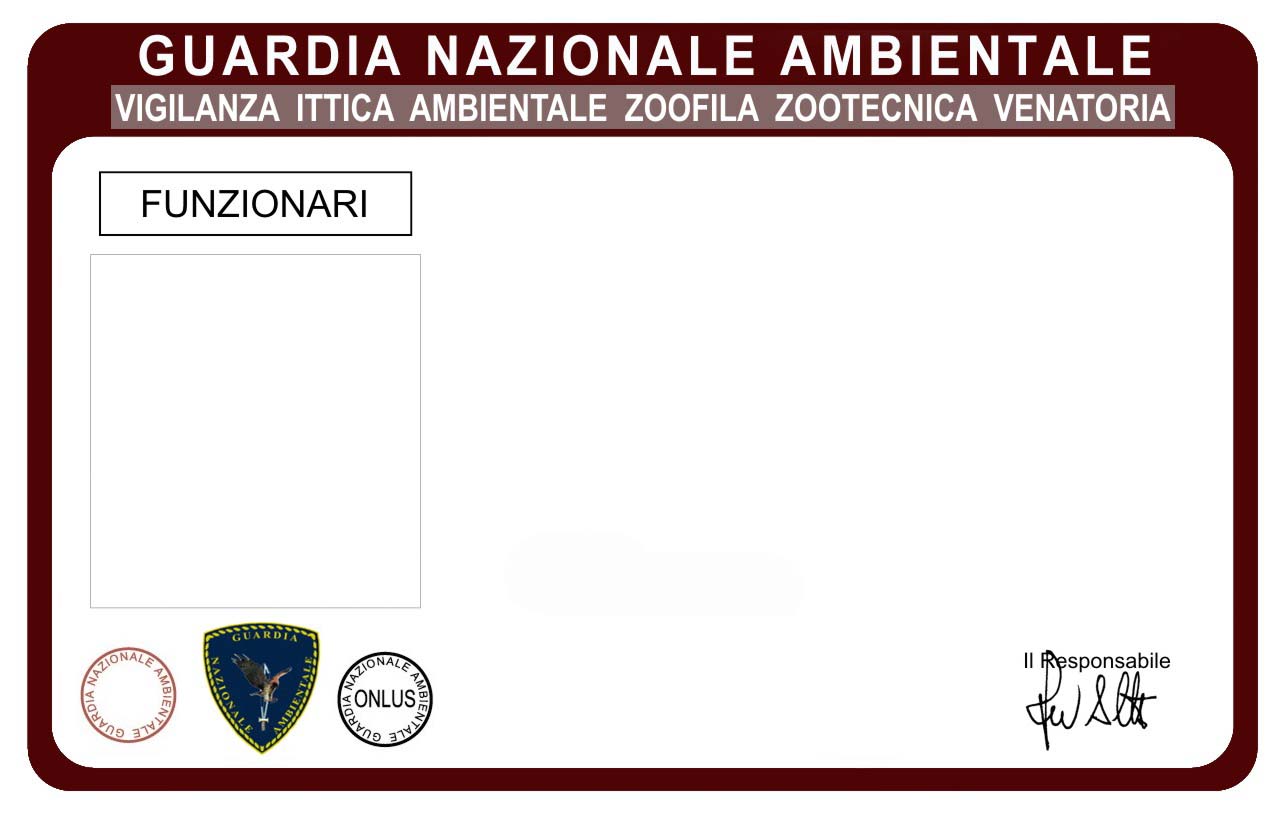 GUARDIA NAZIONALE AMBIENTALE
VIGILANZA ITTICA AMBIENTALE ZOOFILA ZOOTECNICA VENATORIA
FUNZIONARI
GUARDIA NAZIONALE AMBIENTALE
GUARDIA
NAZIONALE
AMBIENTALE
GUARDIA NAZIONALE AMBIENTALE
ONLUS
Il Responsabile